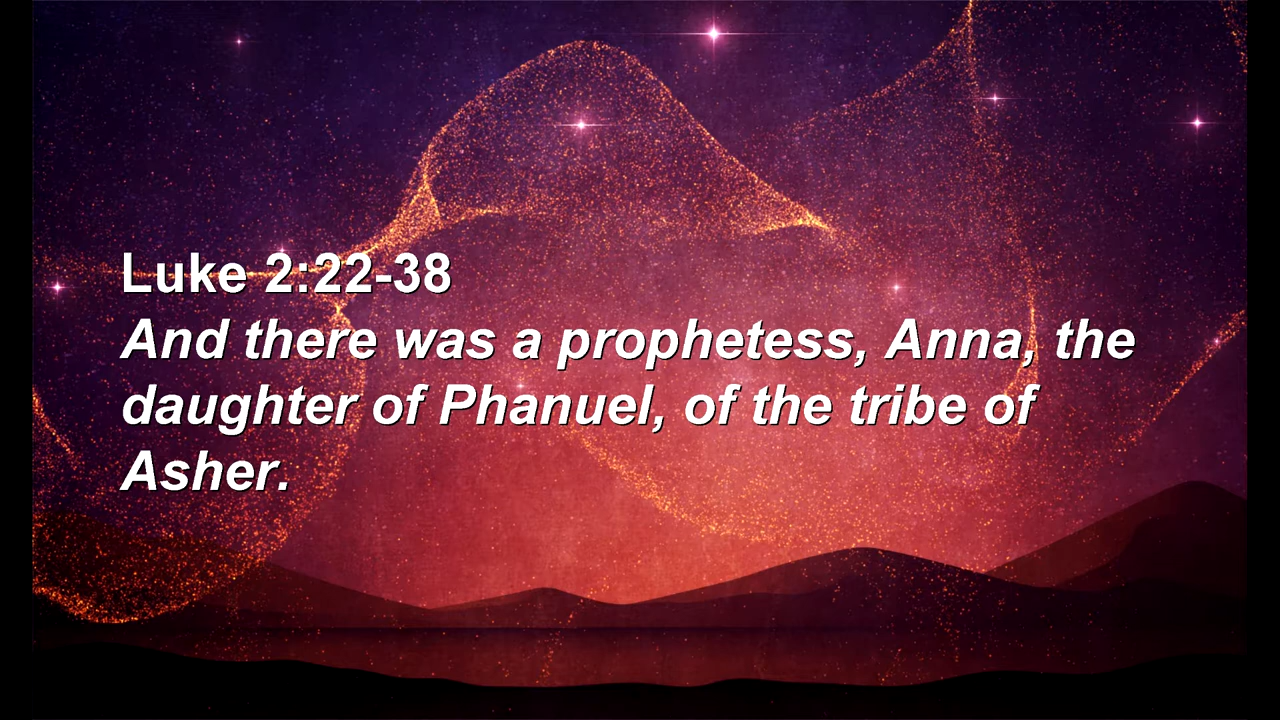 Luke 2:22-38
And there was a prophetess, Anna, the
daughter of Phanuel, of the tribe of
Asher.